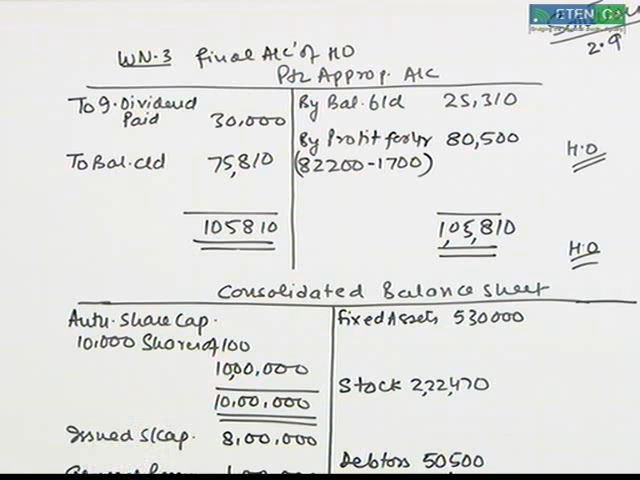 ETEN
2.9
WN.3 Final A/c's of HO
P&L Approp. A/c
To I. Dividend Paid 30,000
By Bal. b/d 25,310
By Profit for Yr 80,500
(82200-1700)
H.O
To Bal. c/d 75,810
105810
1,05,810
H.O
Consolidated Balance Sheet
Auth. Share Cap.
10,000 Shares of 100
10,00,000
10,00,000
Issued S/Cap. 8,00,000
Fixed Assets 530000
Stock 2,22,470
Debtors 50500